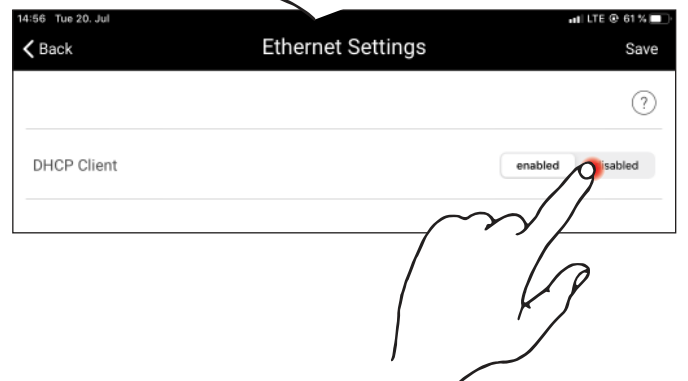 14:56 Tue 20. Jul LTE 61 %
Back Ethernet Settings Save
?
DHCP Client enabled isabled